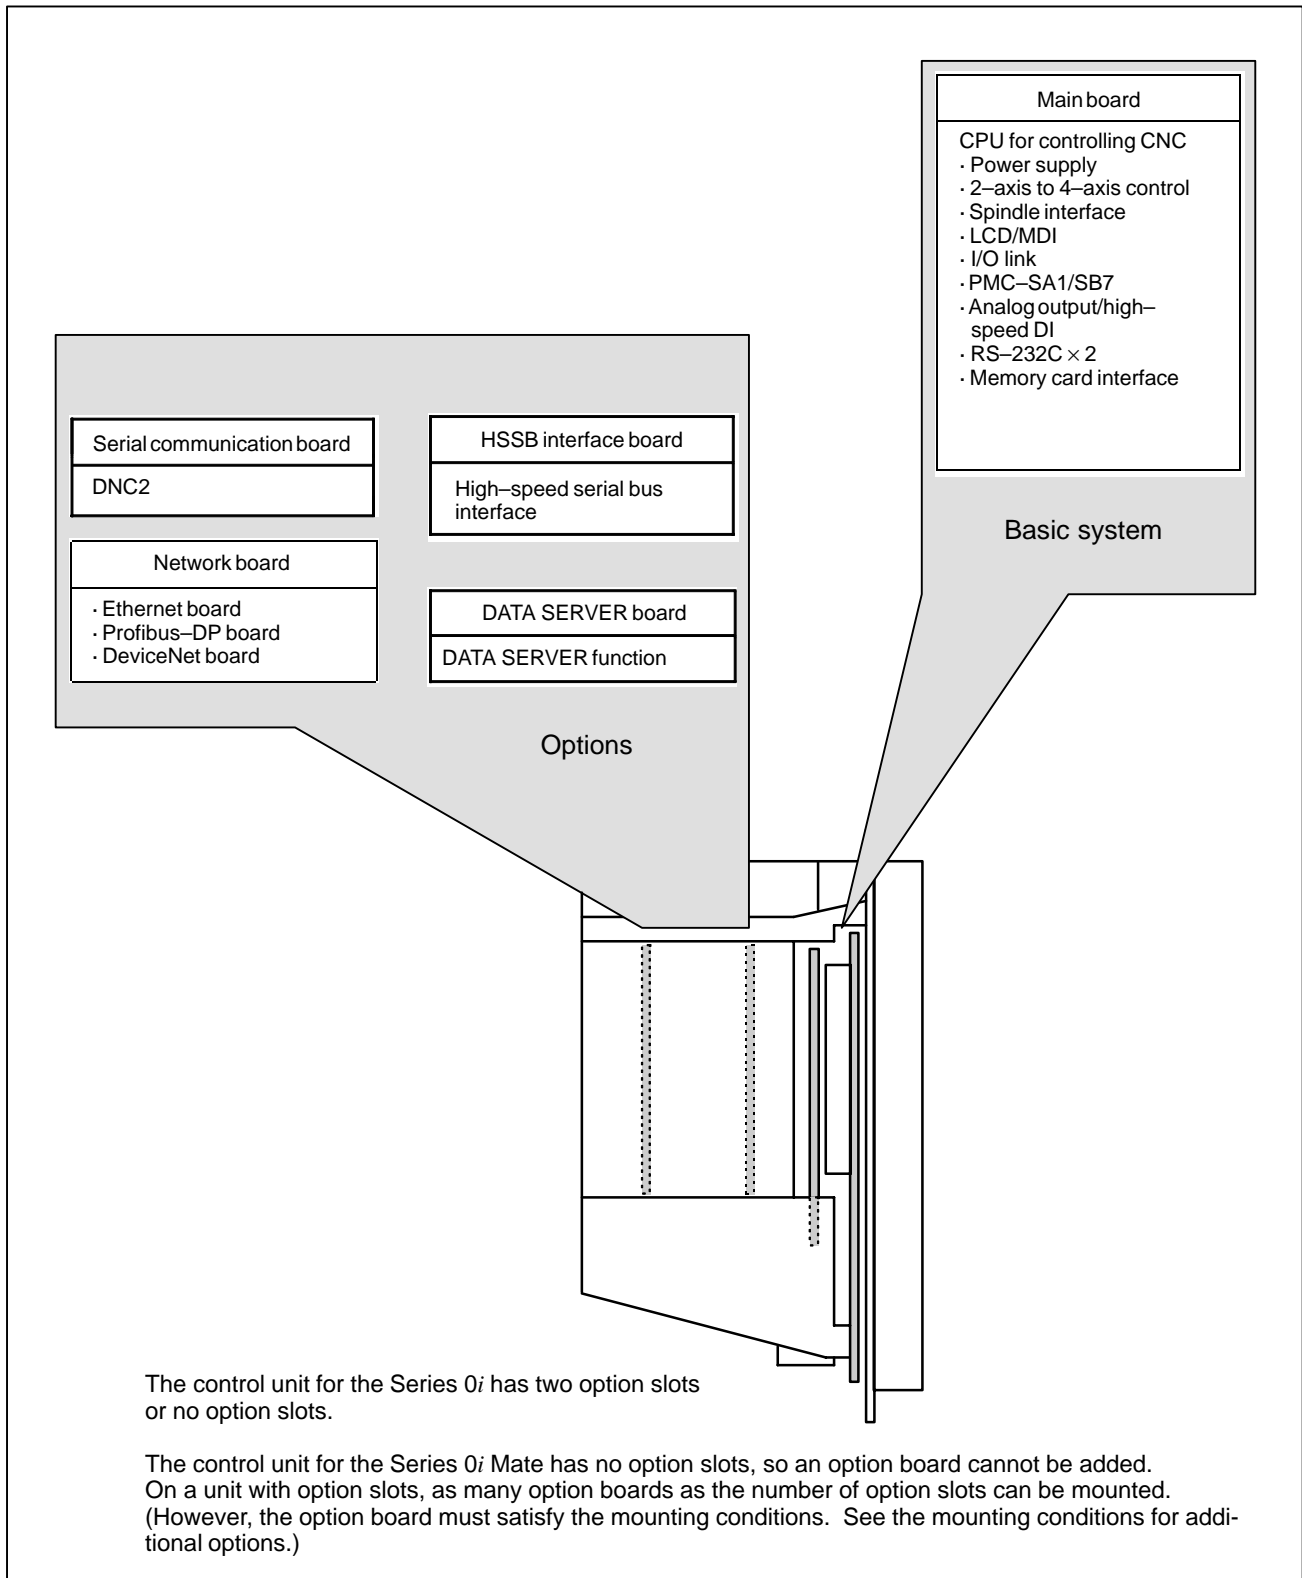 Main board
CPU for controlling CNC
· Power supply
· 2–axis to 4–axis control
· Spindle interface
· LCD/MDI
· I/O link
· PMC–SA1/SB7
· Analog output/high–
speed DI
· RS–232C × 2
· Memory card interface
Basic system
Serial communication board
DNC2
HSSB interface board
High–speed serial bus
interface
Network board
· Ethernet board
· Profibus–DP board
· DeviceNet board
DATA SERVER board
DATA SERVER function
Options
The control unit for the Series 0i has two option slots
or no option slots.
The control unit for the Series 0i Mate has no option slots, so an option board cannot be added.
On a unit with option slots, as many option boards as the number of option slots can be mounted.
(However, the option board must satisfy the mounting conditions. See the mounting conditions for addi-
tional options.)